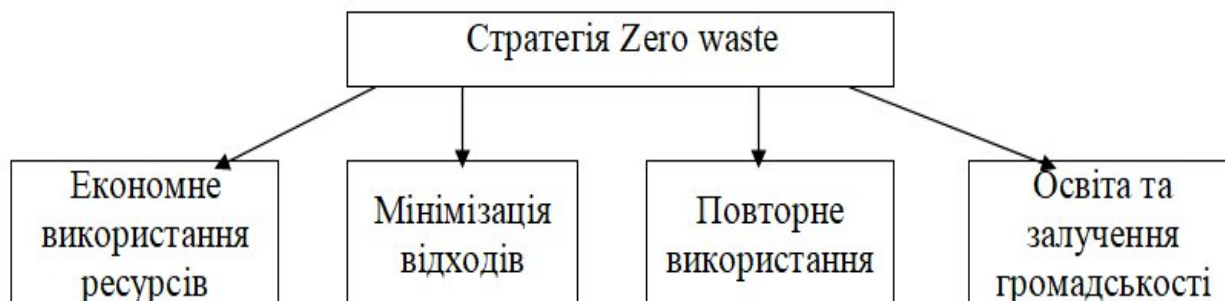 Стратегія Zero waste
Економне
використання
ресурсів
Мінімізація
відходів
Повторне
використання
Освіта та
залучення
громадськості